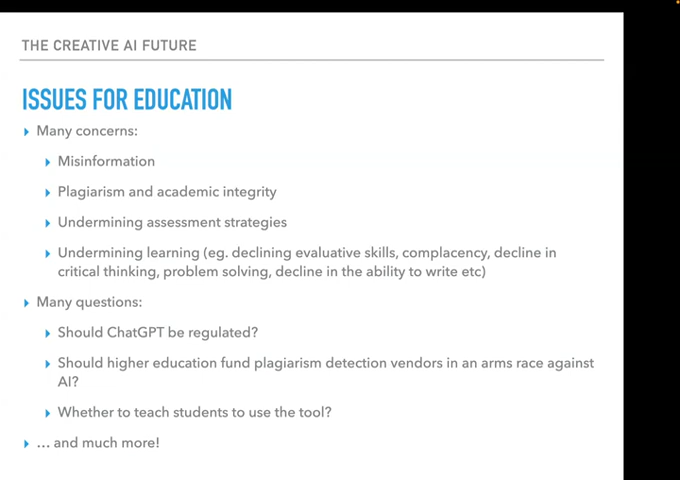 THE CREATIVE AI FUTURE
ISSUES FOR EDUCATION
Many concerns:
Misinformation
Plagiarism and academic integrity
Undermining assessment strategies
Undermining learning (eg. declining evaluative skills, complacency, decline in
critical thinking, problem solving, decline in the ability to write etc)
Many questions:
Should ChatGPT be regulated?
Should higher education fund plagiarism detection vendors in an arms race against
AI?
Whether to teach students to use the tool?
… and much more!